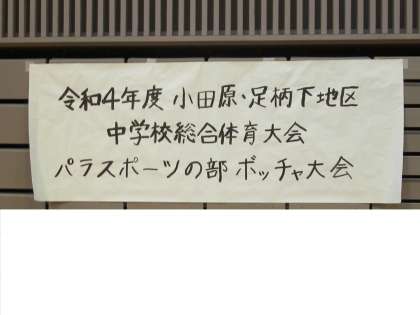 令和4年度 小田原・足柄下地区
中学校総合体育大会
パラスポーツの部 ボッチャ大会